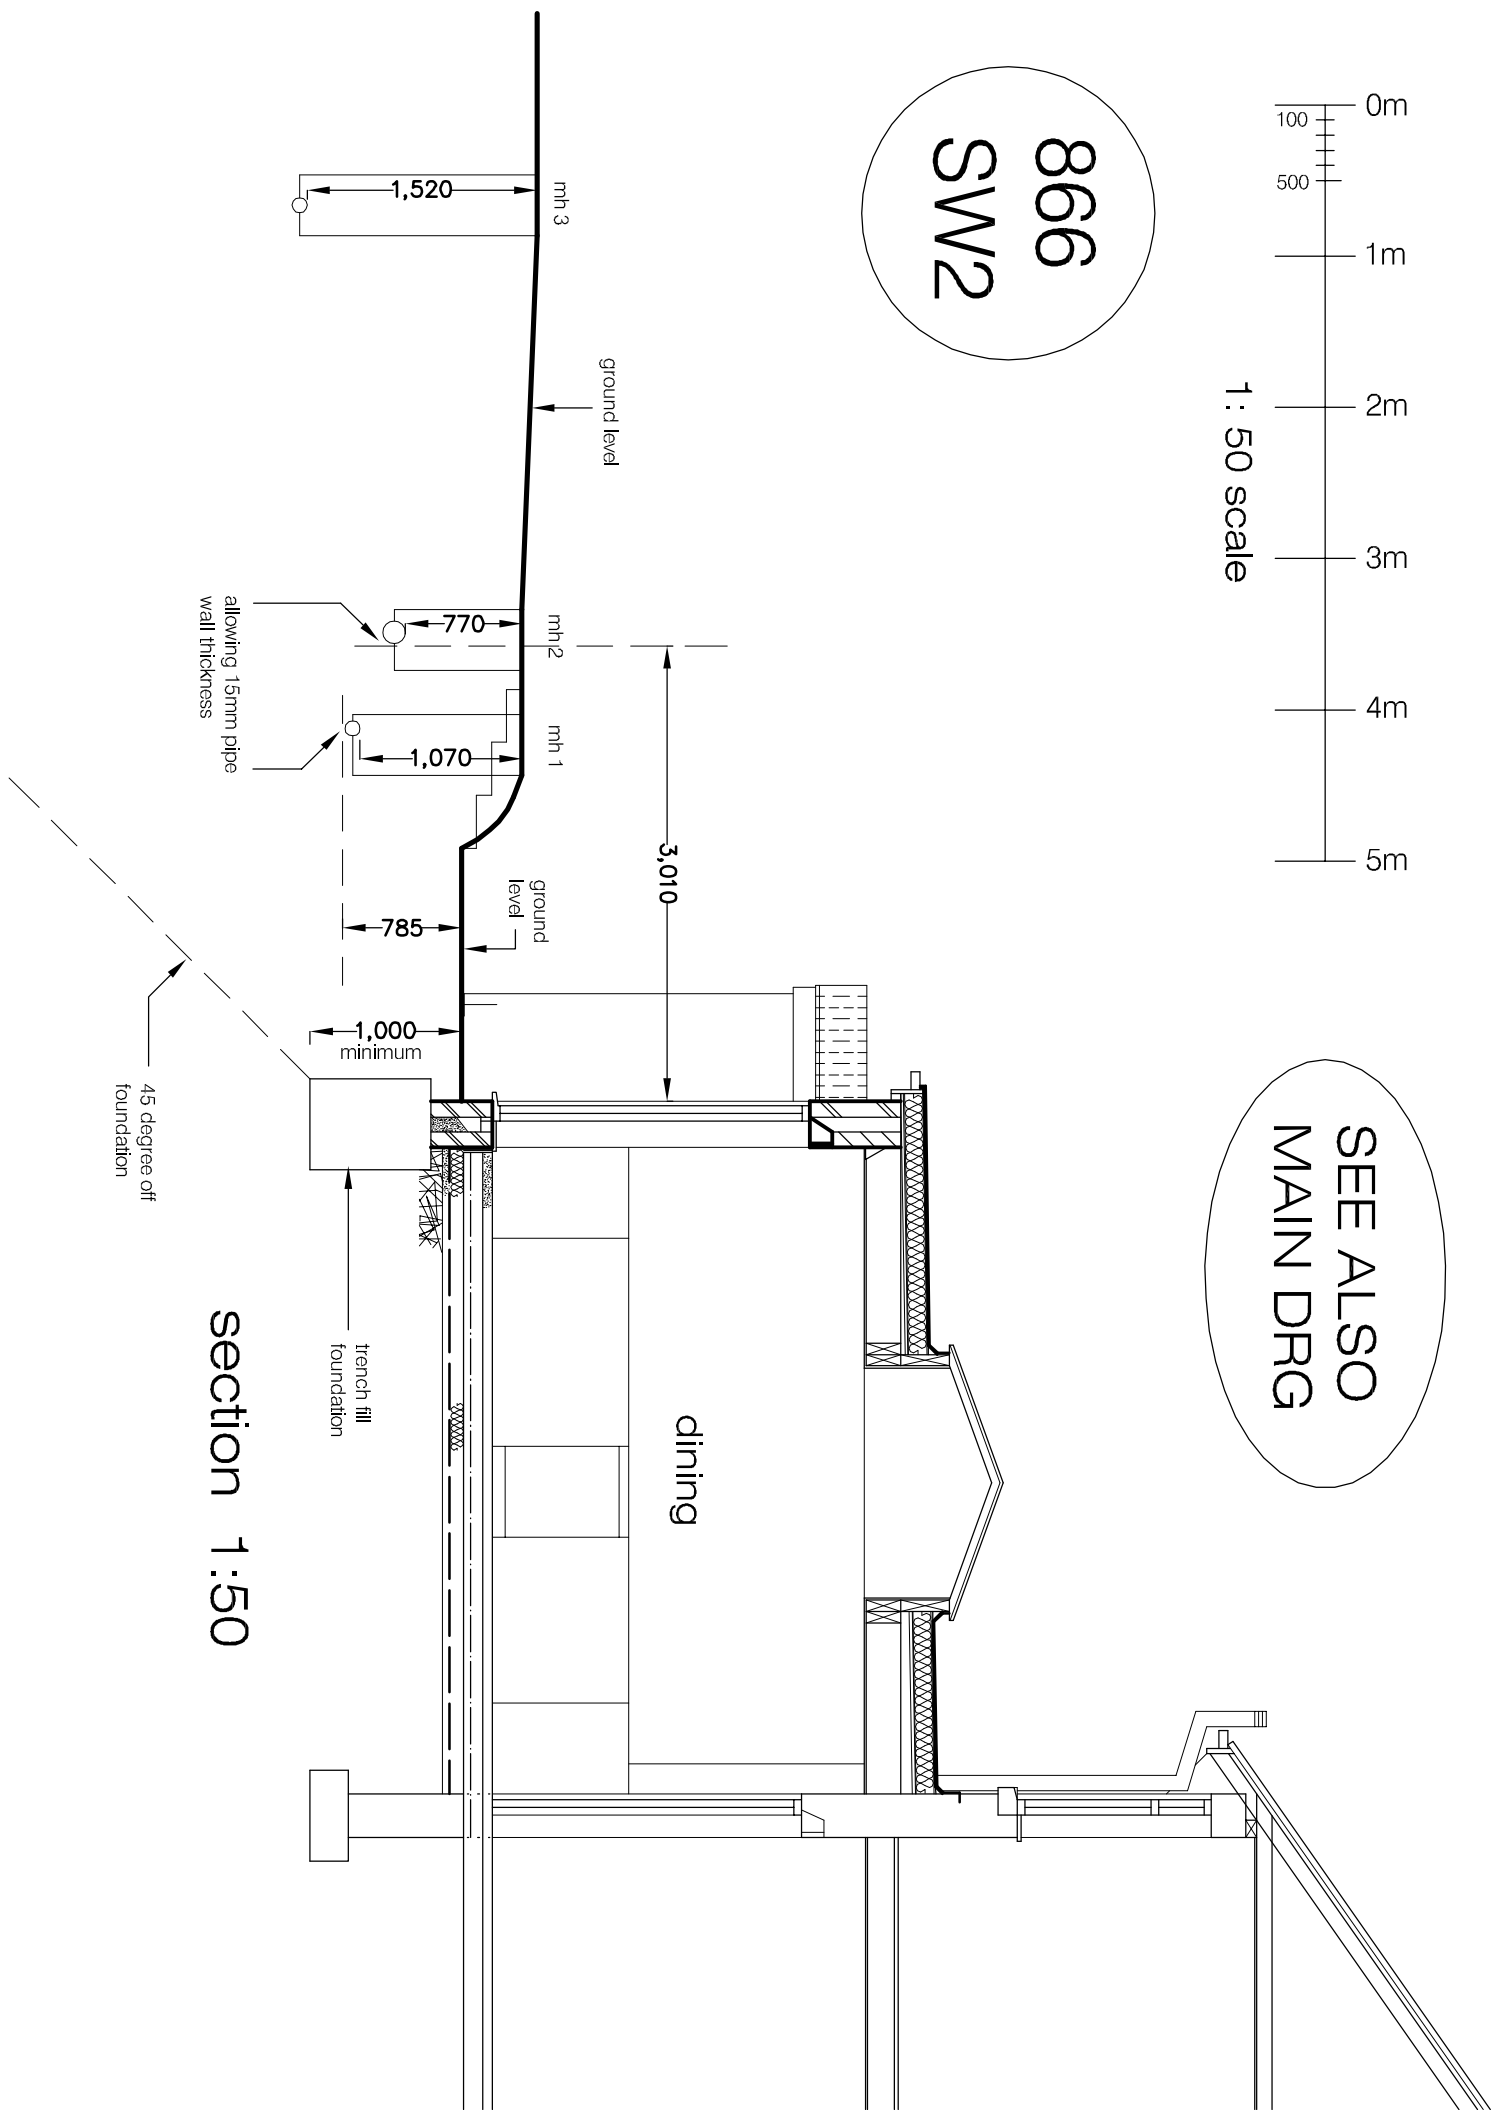 0m
100
500
1m
2m
3m
4m
5m
1: 50 scale
866
SW2
SEE ALSO
MAIN DRG
mh 3
1,520
ground level
mh 2
770
mh 1
1,070
3,010
allowing 15mm pipe
wall thickness
ground
level
785
1,000
minimum
45 degree off
foundation
trench fill
foundation
dining
section 1:50